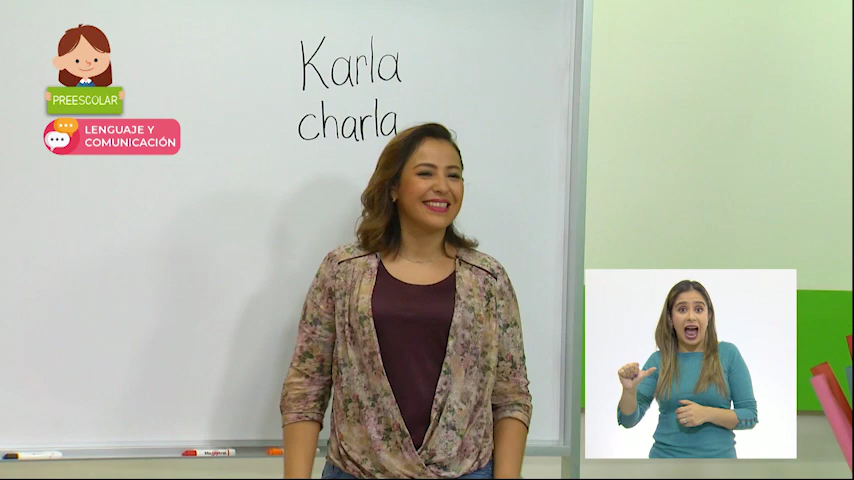 Karla
charla
PREESCOLAR
LENGUAJE Y
COMUNICACIÓN